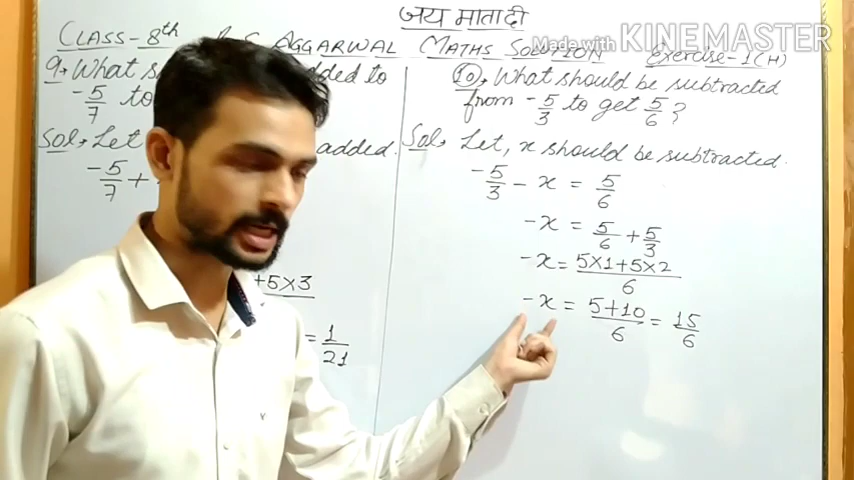 जय माता दी
CLASS-8th R.S. AGGARWAL MATHS SOLUTION Exercise-1(H)
Made with KINEMASTER
9. What added to
-5/7 to
Sol. Let added.
-5/7 +
+5×3
= 1/21
10. What should be subtracted
from -5/3 to get 5/6?
Sol. Let, x should be subtracted.
-5/3 - x = 5/6
-x = 5/6 + 5/3
-x = 5×1+5×2/6
-x = 5+10/6 = 15/6